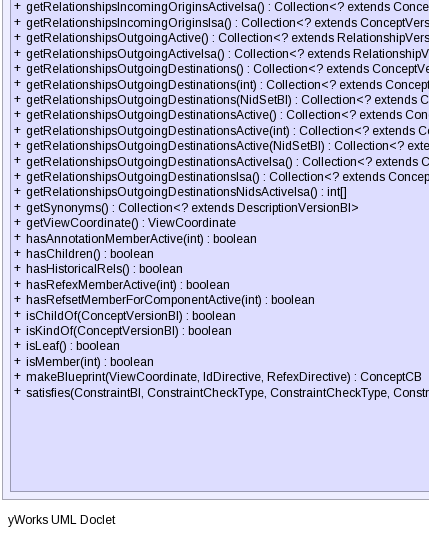 + getRelationshipsIncomingOriginsActiveIsa() : Collection<? extends Conce
+ getRelationshipsIncomingOriginsIsa() : Collection<? extends ConceptVers
+ getRelationshipsOutgoingActive() : Collection<? extends RelationshipVers
+ getRelationshipsOutgoingActiveIsa() : Collection<? extends RelationshipV
+ getRelationshipsOutgoingDestinations() : Collection<? extends ConceptVe
+ getRelationshipsOutgoingDestinations(int) : Collection<? extends Concept
+ getRelationshipsOutgoingDestinations(NidSetBI) : Collection<? extends C
+ getRelationshipsOutgoingDestinationsActive() : Collection<? extends Con
+ getRelationshipsOutgoingDestinationsActive(int) : Collection<? extends Co
+ getRelationshipsOutgoingDestinationsActive(NidSetBI) : Collection<? exte
+ getRelationshipsOutgoingDestinationsActiveIsa() : Collection<? extends C
+ getRelationshipsOutgoingDestinationsIsa() : Collection<? extends Concep
+ getRelationshipsOutgoingDestinationsNidsActiveIsa() : int[]
+ getSynonyms() : Collection<? extends DescriptionVersionBI>
+ getViewCoordinate() : ViewCoordinate
+ hasAnnotationMemberActive(int) : boolean
+ hasChildren() : boolean
+ hasHistoricalRels() : boolean
+ hasRefexMemberActive(int) : boolean
+ hasRefsetMemberForComponentActive(int) : boolean
+ isChildOf(ConceptVersionBI) : boolean
+ isKindOf(ConceptVersionBI) : boolean
+ isLeaf() : boolean
+ isMember(int) : boolean
+ makeBlueprint(ViewCoordinate, IdDirective, RefexDirective) : ConceptCB
+ satisfies(ConstraintBI, ConstraintCheckType, ConstraintCheckType, Constr
yWorks UML Doclet